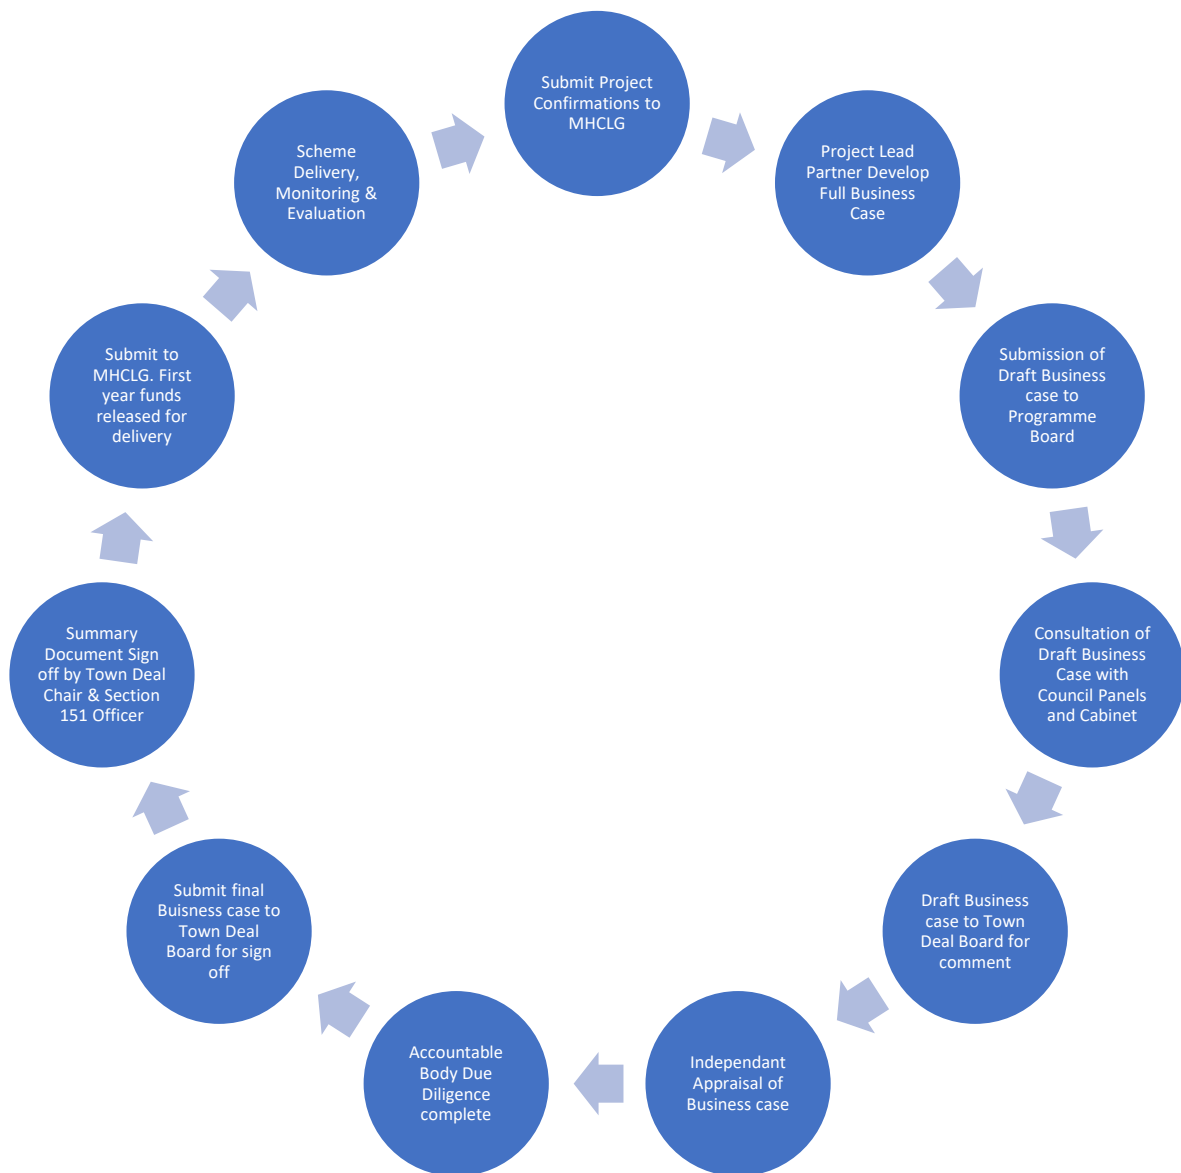 Submit Project
Confirmations to
MHCLG
Project Lead
Partner Develop
Full Business
Case
Submission of
Draft Business
case to
Programme
Board
Consultation of
Draft Business
Case with
Council Panels
and Cabinet
Draft Business
case to Town
Deal Board for
comment
Independant
Appraisal of
Business case
Accountable
Body Due
Diligence
complete
Submit final
Buisness case to
Town Deal
Board for sign
off
Summary
Document Sign
off by Town Deal
Chair & Section
151 Officer
Submit to
MHCLG. First
year funds
released for
delivery
Scheme
Delivery,
Monitoring &
Evaluation